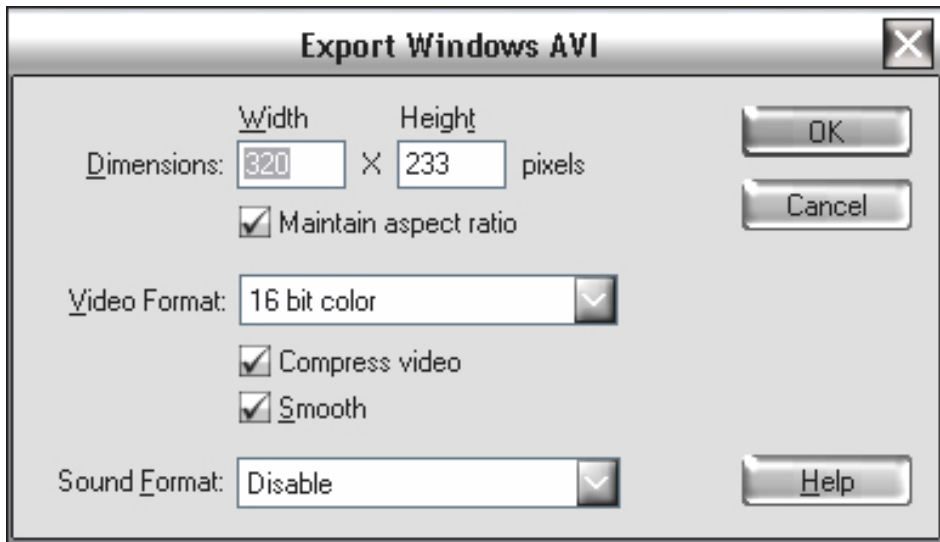 Export Windows AVI
Width Height
Dimensions: 320 X 233 pixels
Maintain aspect ratio
Video Format: 16 bit color
Compress video
Smooth
Sound Format: Disable
OK
Cancel
Help